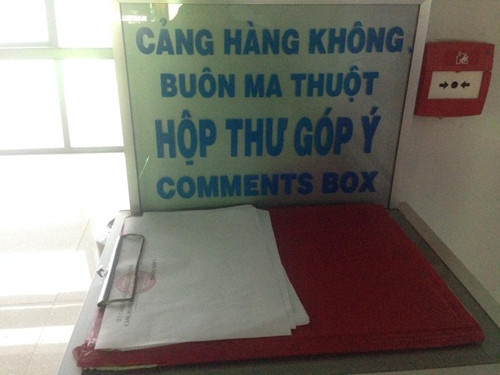 CẢNG HÀNG KHÔNG
BUÔN MA THUỘT
HỘP THƯ GÓP Ý
COMMENTS BOX